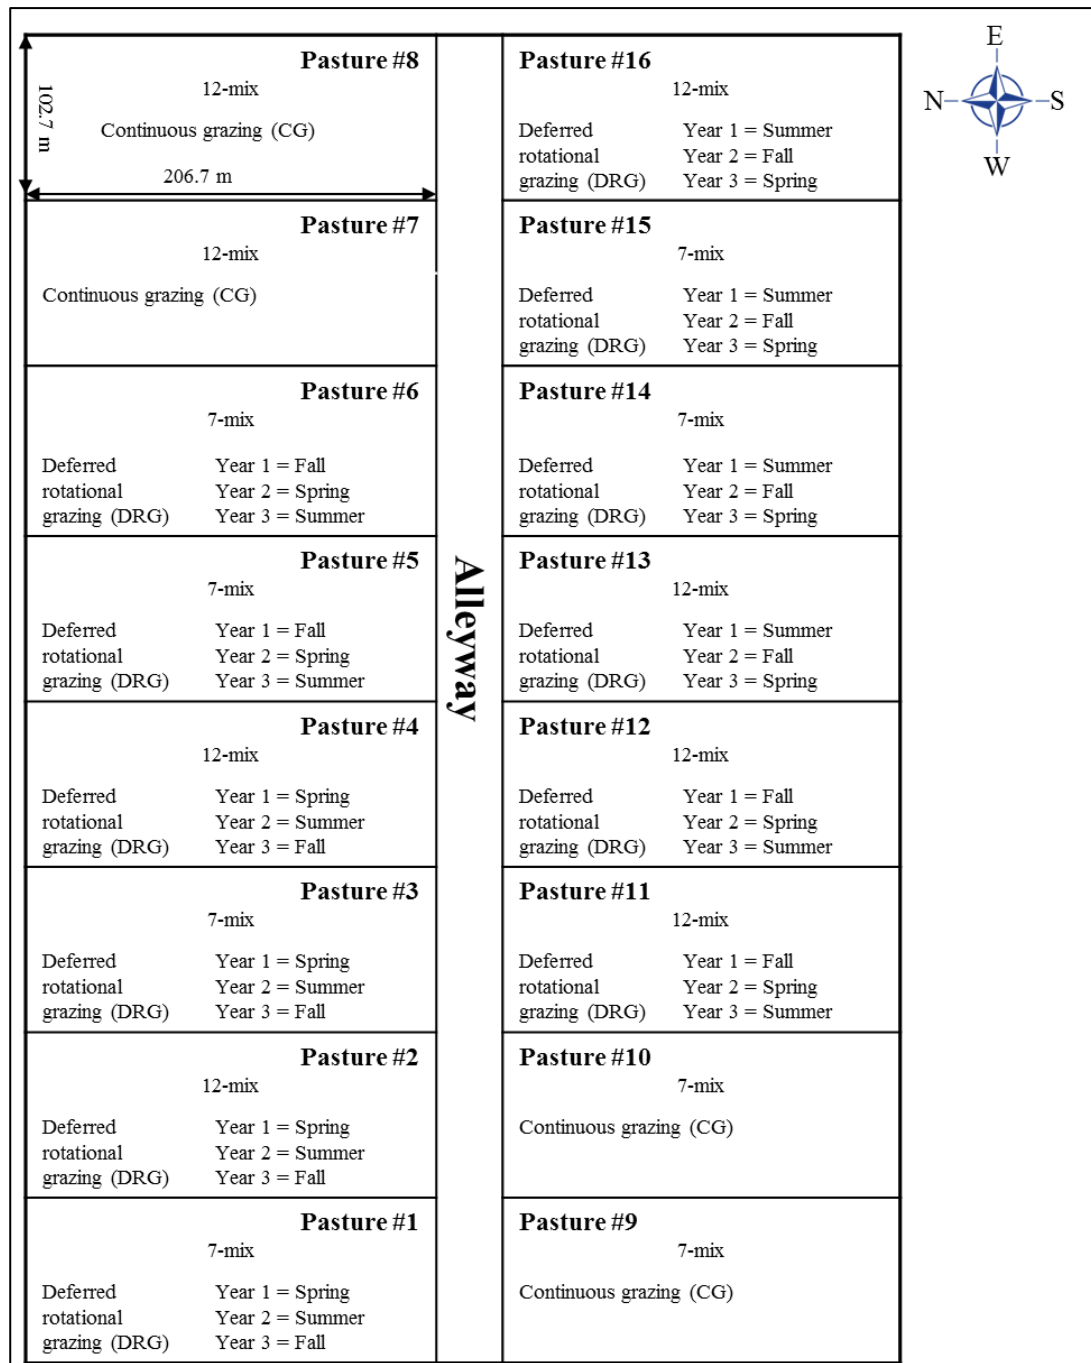 Pasture #8
12-mix
Continuous grazing (CG)
102.7 m
206.7 m
Pasture #7
12-mix
Continuous grazing (CG)
Pasture #6
7-mix
Deferred Year 1 = Fall
rotational Year 2 = Spring
grazing (DRG) Year 3 = Summer
Pasture #5
7-mix
Deferred Year 1 = Fall
rotational Year 2 = Spring
grazing (DRG) Year 3 = Summer
Pasture #4
12-mix
Deferred Year 1 = Spring
rotational Year 2 = Summer
grazing (DRG) Year 3 = Fall
Pasture #3
7-mix
Deferred Year 1 = Spring
rotational Year 2 = Summer
grazing (DRG) Year 3 = Fall
Pasture #2
12-mix
Deferred Year 1 = Spring
rotational Year 2 = Summer
grazing (DRG) Year 3 = Fall
Pasture #1
7-mix
Deferred Year 1 = Spring
rotational Year 2 = Summer
grazing (DRG) Year 3 = Fall
Alleyway
Pasture #16
12-mix
Deferred Year 1 = Summer
rotational Year 2 = Fall
grazing (DRG) Year 3 = Spring
Pasture #15
7-mix
Deferred Year 1 = Summer
rotational Year 2 = Fall
grazing (DRG) Year 3 = Spring
Pasture #14
7-mix
Deferred Year 1 = Summer
rotational Year 2 = Fall
grazing (DRG) Year 3 = Spring
Pasture #13
12-mix
Deferred Year 1 = Summer
rotational Year 2 = Fall
grazing (DRG) Year 3 = Spring
Pasture #12
12-mix
Deferred Year 1 = Fall
rotational Year 2 = Spring
grazing (DRG) Year 3 = Summer
Pasture #11
12-mix
Deferred Year 1 = Fall
rotational Year 2 = Spring
grazing (DRG) Year 3 = Summer
Pasture #10
7-mix
Continuous grazing (CG)
Pasture #9
7-mix
Continuous grazing (CG)
E
N S
W